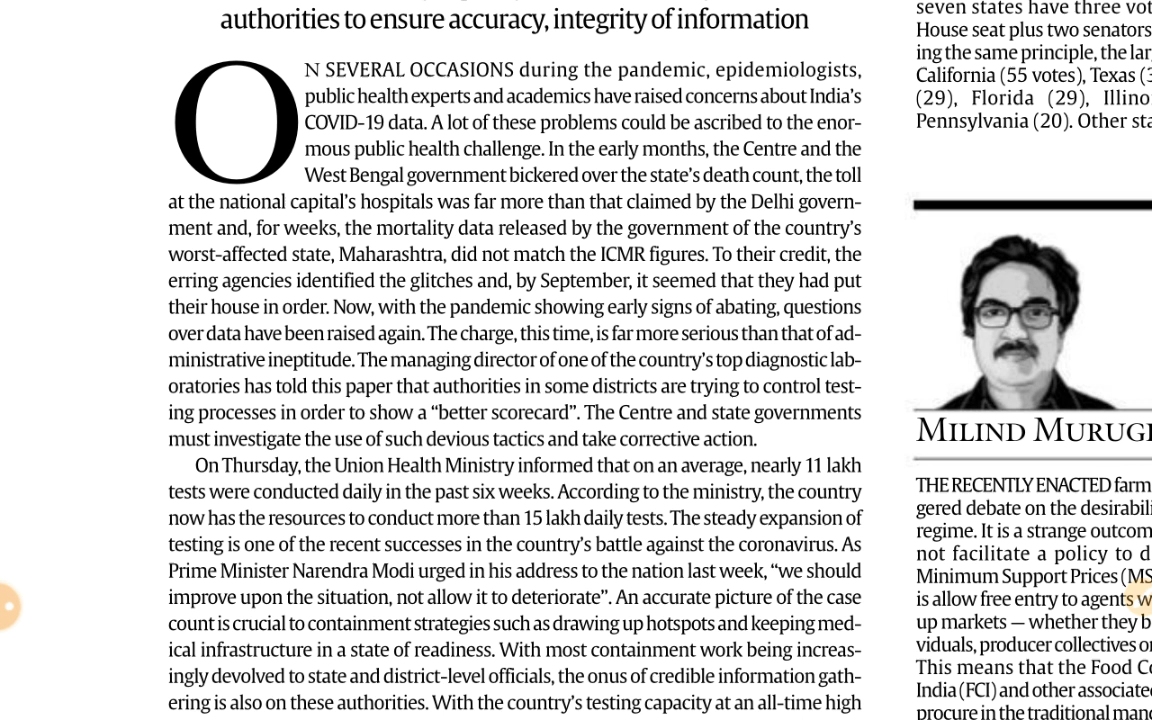 authorities to ensure accuracy, integrity of information
ON SEVERAL OCCASIONS during the pandemic, epidemiologists,
public health experts and academics have raised concerns about India's
COVID-19 data. A lot of these problems could be ascribed to the enor-
mous public health challenge. In the early months, the Centre and the
West Bengal government bickered over the state's death count, the toll
at the national capital's hospitals was far more than that claimed by the Delhi govern-
ment and, for weeks, the mortality data released by the government of the country's
worst-affected state, Maharashtra, did not match the ICMR figures. To their credit, the
erring agencies identified the glitches and, by September, it seemed that they had put
their house in order. Now, with the pandemic showing early signs of abating, questions
over data have been raised again. The charge, this time, is far more serious than that of ad-
ministrative ineptitude. The managing director of one of the country's top diagnostic lab-
oratories has told this paper that authorities in some districts are trying to control test-
ing processes in order to show a "better scorecard". The Centre and state governments
must investigate the use of such devious tactics and take corrective action.
On Thursday, the Union Health Ministry informed that on an average, nearly 11 lakh
tests were conducted daily in the past six weeks. According to the ministry, the country
now has the resources to conduct more than 15 lakh daily tests. The steady expansion of
testing is one of the recent successes in the country's battle against the coronavirus. As
Prime Minister Narendra Modi urged in his address to the nation last week, "we should
improve upon the situation, not allow it to deteriorate". An accurate picture of the case
count is crucial to containment strategies such as drawing up hotspots and keeping med-
ical infrastructure in a state of readiness. With most containment work being increas-
ingly devolved to state and district-level officials, the onus of credible information gath-
ering is also on these authorities. With the country's testing capacity at an all-time high
seven states have three vot
House seat plus two senators
ing the same principle, the lar
California (55 votes), Texas (3
(29), Florida (29), Illino
Pennsylvania (20). Other sta
MILIND MURUG
THE RECENTLY ENACTED farm
gered debate on the desirabili
regime. It is a strange outcom
not facilitate a policy to d
Minimum Support Prices (MS
is allow free entry to agents w
up markets — whether they b
viduals, producer collectives o
This means that the Food Co
India (FCI) and other associate
procure in the traditional mand